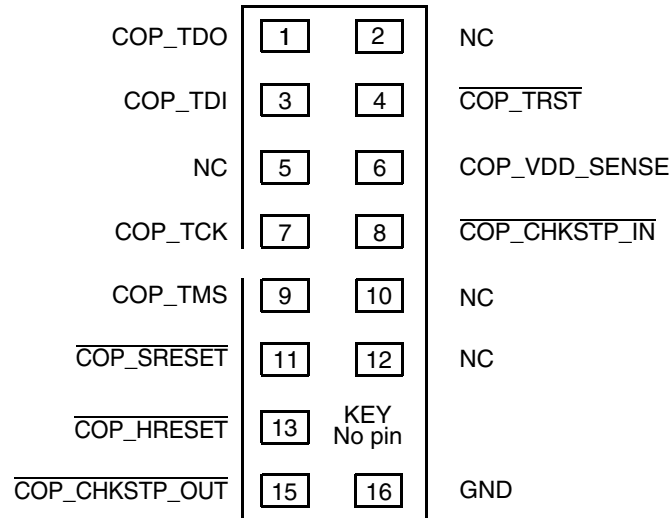 COP_TDO 1 2 NC
COP_TDI 3 4 COP_TRST
NC 5 6 COP_VDD_SENSE
COP_TCK 7 8 COP_CHKSTP_IN
COP_TMS 9 10 NC
COP_SRESET 11 12 NC
COP_HRESET 13 KEY
No pin
COP_CHKSTP_OUT 15 16 GND